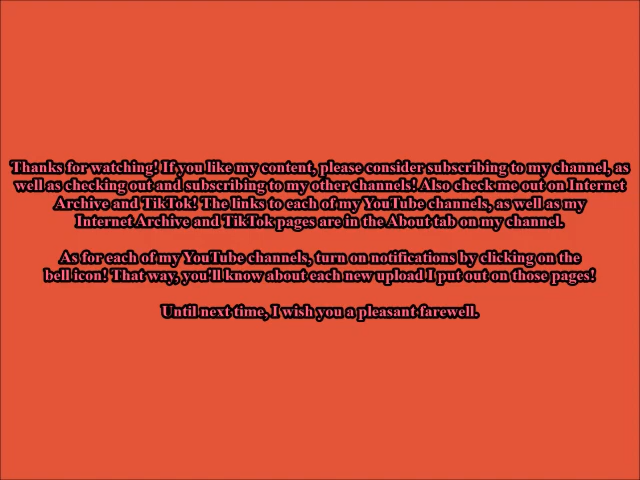 Thanks for watching! If you like my content, please consider subscribing to my channel, as
well as checking out and subscribing to my other channels! Also check me out on Internet
Archive and TikTok! The links to each of my YouTube channels, as well as my
Internet Archive and TikTok pages are in the About tab on my channel.
As for each of my YouTube channels, turn on notifications by clicking on the
bell icon! That way, you'll know about each new upload I put out on those pages!
Until next time, I wish you a pleasant farewell.